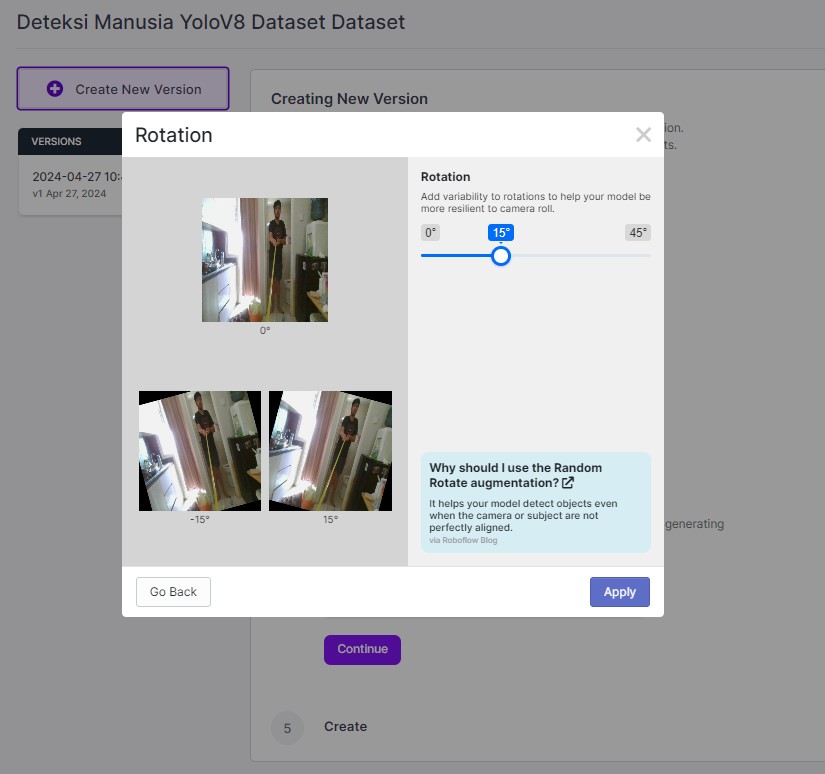 Deteksi Manusia YoloV8 Dataset Dataset
Create New Version
VERSIONS
2024-04-27 10:
v1 Apr 27, 2024
Creating New Version
ion.
ts.
Rotation
0°
-15°
15°
Rotation
Add variability to rotations to help your model be
more resilient to camera roll.
0°
15°
45°
Why should I use the Random
Rotate augmentation?
It helps your model detect objects even
when the camera or subject are not
perfectly aligned.
via Roboflow Blog
generating
Go Back
Apply
Continue
5
Create